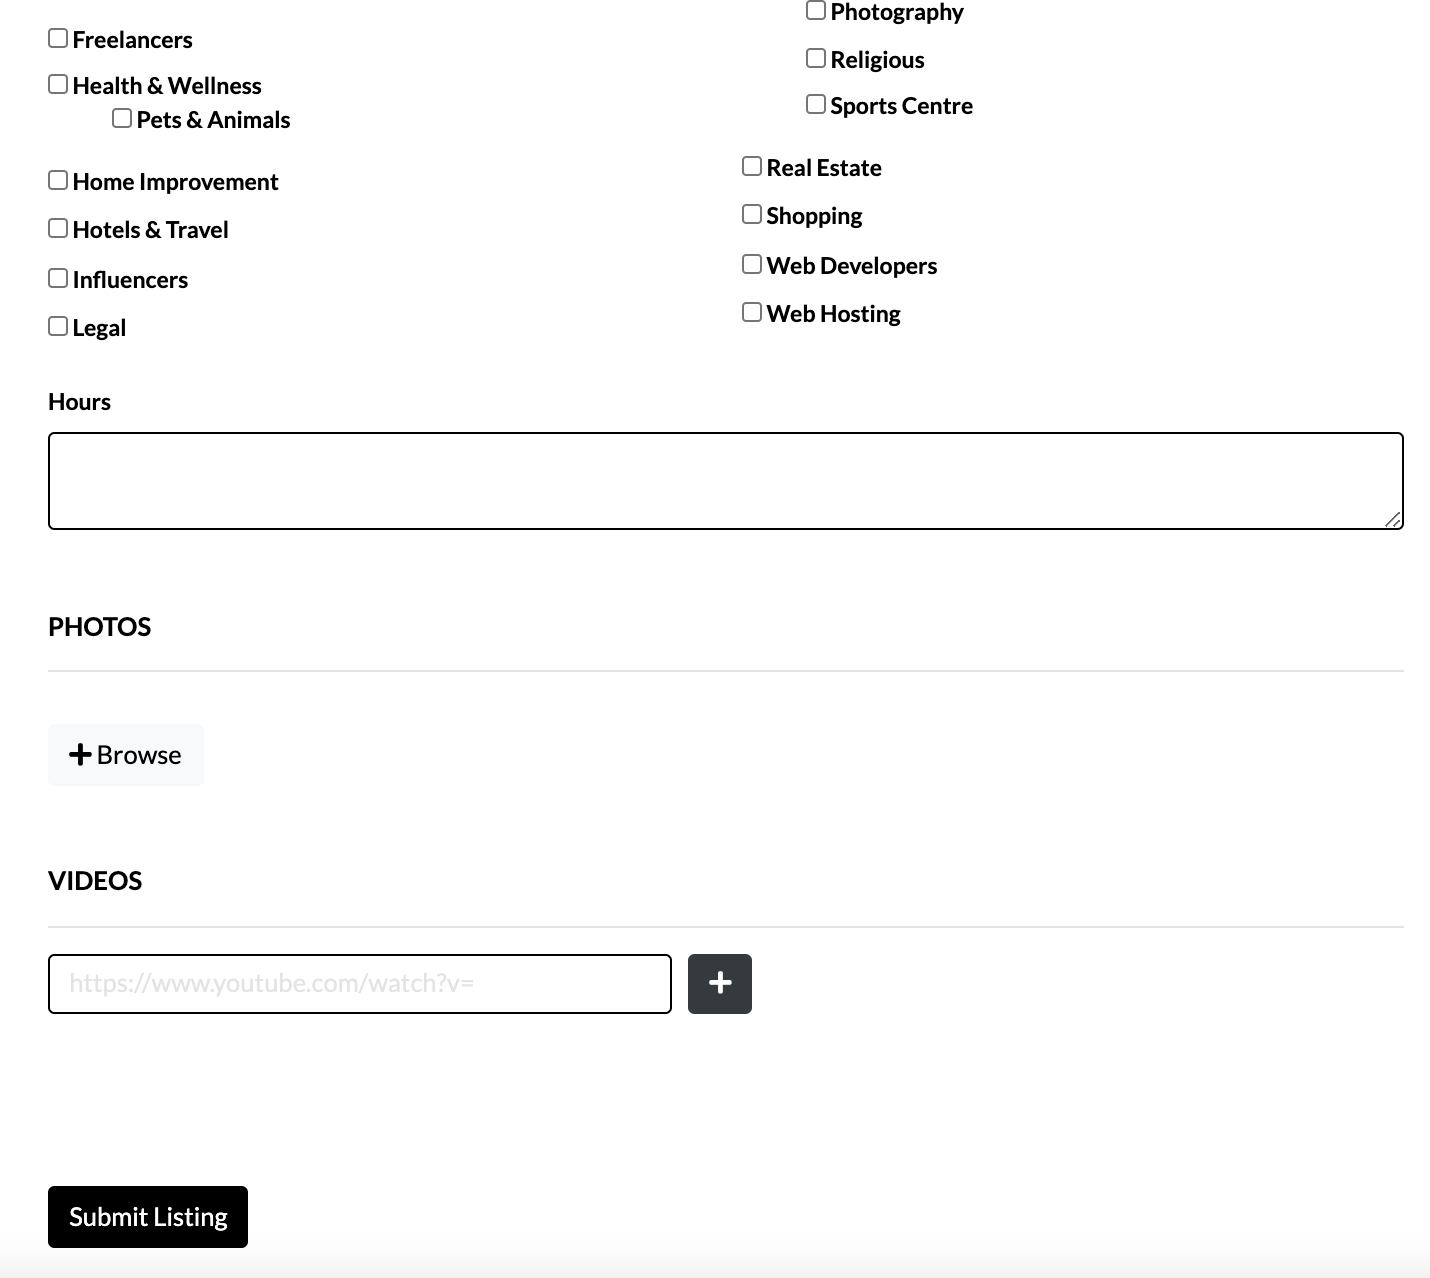 Freelancers
Health & Wellness
Pets & Animals
Home Improvement
Hotels & Travel
Influencers
Legal
Photography
Religious
Sports Centre
Real Estate
Shopping
Web Developers
Web Hosting
Hours
PHOTOS
Browse
VIDEOS
https://www.youtube.com/watch?v=
Submit Listing